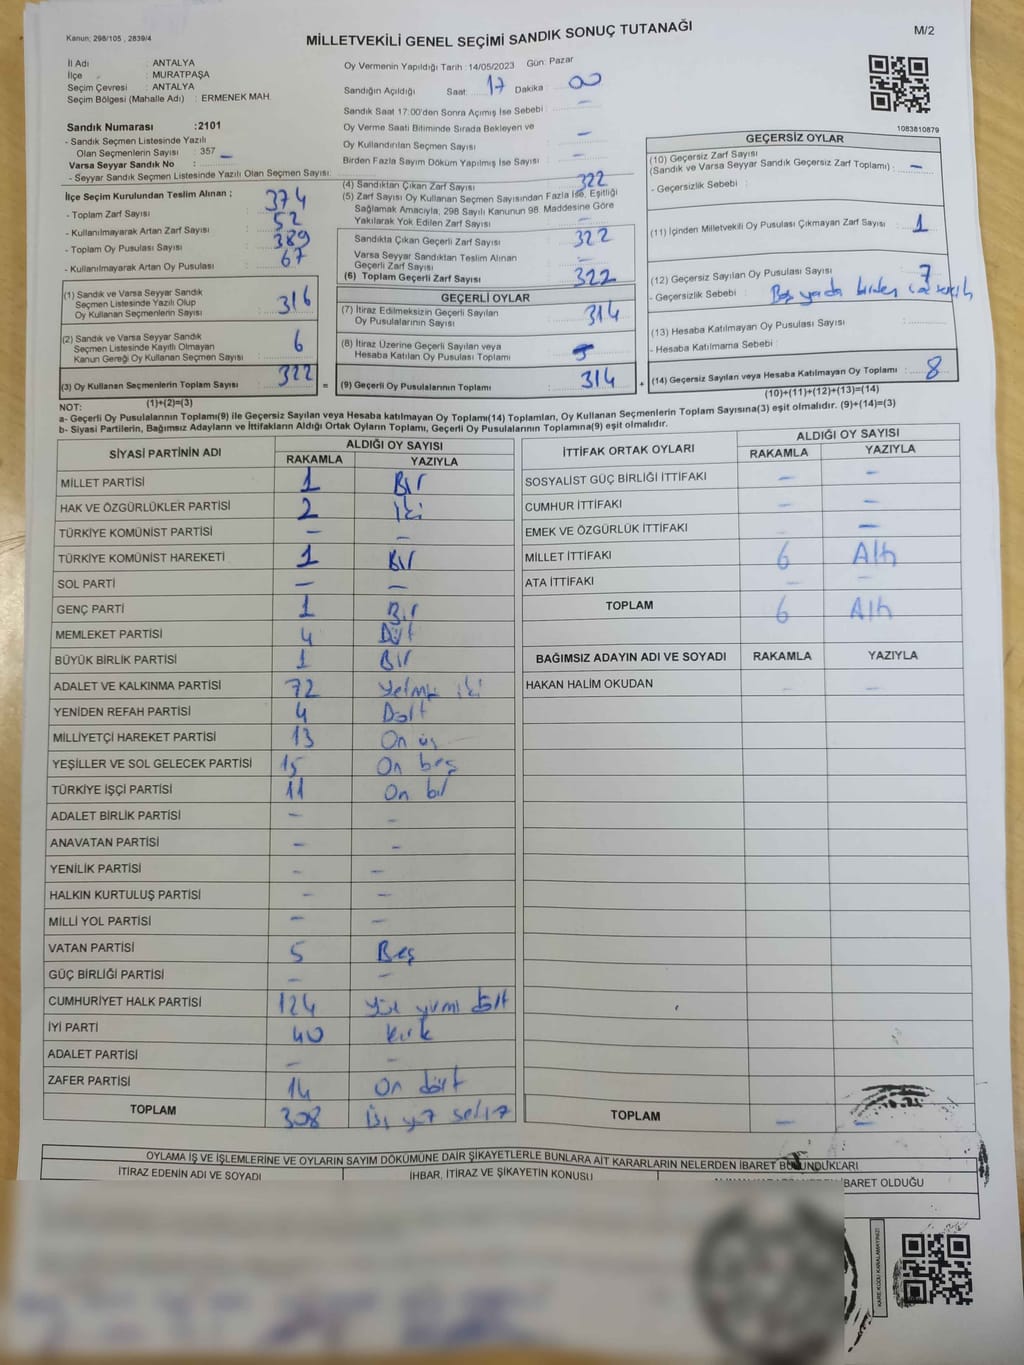 Kanun: 298/105 , 2839/4
MİLLETVEKİLİ GENEL SEÇİMİ SANDIK SONUÇ TUTANAĞI
M/2
İl Adı : ANTALYA
İlçe : MURATPAŞA
Seçim Çevresi : ANTALYA
Seçim Bölgesi (Mahalle Adı) : ERMENEK MAH.
Sandık Numarası :2101
- Sandık Seçmen Listesinde Yazılı
Olan Seçmenlerin Sayısı : 357 –
Varsa Seyyar Sandık No :
- Seyyar Sandık Seçmen Listesinde Yazılı Olan Seçmen Sayısı:
Oy Vermenin Yapıldığı Tarih : 14/05/2023 Gün: Pazar
Sandığın Açıldığı Saat: 17 Dakika : 00
Sandık Saat 17:00'den Sonra Açımış İse Sebebi : –
Oy Verme Saati Bitiminde Sırada Bekleyen ve
Oy Kullandırılan Seçmen Sayısı : –
Birden Fazla Sayım Döküm Yapılmış İse Sayısı : –
1083810879
İlçe Seçim Kurulundan Teslim Alınan ;
- Toplam Zarf Sayısı : 374
- Kullanılmayarak Artan Zarf Sayısı : 52
- Toplam Oy Pusulası Sayısı : 389
- Kullanılmayarak Artan Oy Pusulası : 67
(1) Sandık ve Varsa Seyyar Sandık
Seçmen Listesinde Yazılı Olup
Oy Kullanan Seçmenlerin Sayısı : 316
(2) Sandık ve Varsa Seyyar Sandık
Seçmen Listesinde Kayıtlı Olmayan
Kanun Gereği Oy Kullanan Seçmen Sayısı : 6
(3) Oy Kullanan Seçmenlerin Toplam Sayısı : 322
(1)+(2)=(3)
(4) Sandıktan Çıkan Zarf Sayısı : 322
(5) Zarf Sayısı Oy Kullanan Seçmen Sayısından Fazla İse, Eşitliği
Sağlamak Amacıyla, 298 Sayılı Kanunun 98. Maddesine Göre
Yakılarak Yok Edilen Zarf Sayısı : –
Sandıkta Çıkan Geçerli Zarf Sayısı : 322
Varsa Seyyar Sandıktan Teslim Alınan
Geçerli Zarf Sayısı : –
(6) Toplam Geçerli Zarf Sayısı : 322
GEÇERLİ OYLAR
(7) İtiraz Edilmeksizin Geçerli Sayılan
Oy Pusulalarının Sayısı : 314
(8) İtiraz Üzerine Geçerli Sayılan veya
Hesaba Katılan Oy Pusulası Toplamı :
= (9) Geçerli Oy Pusulalarının Toplamı : 314 +
GEÇERSİZ OYLAR
(10) Geçersiz Zarf Sayısı
(Sandık ve Varsa Seyyar Sandık Geçersiz Zarf Toplamı) : –
- Geçersizlik Sebebi :
(11) İçinden Milletvekili Oy Pusulası Çıkmayan Zarf Sayısı : 1
(12) Geçersiz Sayılan Oy Pusulası Sayısı : 7
- Geçersizlik Sebebi : Boş yada birden
(13) Hesaba Katılmayan Oy Pusulası Sayısı :
- Hesaba Katılmama Sebebi :
(14) Geçersiz Sayılan veya Hesaba Katılmayan Oy Toplamı : 8
(10)+(11)+(12)+(13)=(14)
NOT:
a- Geçerli Oy Pusulalarının Toplamı(9) ile Geçersiz Sayılan veya Hesaba katılmayan Oy Toplamı(14) Toplamları, Oy Kullanan Seçmenlerin Toplam Sayısına(3) eşit olmalıdır. (9)+(14)=(3)
b- Siyasi Partilerin, Bağımsız Adayların ve İttifakların Aldığı Ortak Oyların Toplamı, Geçerli Oy Pusulalarının Toplamına(9) eşit olmalıdır.
SİYASİ PARTİNİN ADI ALDIĞI OY SAYISI
RAKAMLA YAZIYLA
MİLLET PARTİSİ 1 Bir
HAK VE ÖZGÜRLÜKLER PARTİSİ 2 iki
TÜRKİYE KOMÜNİST PARTİSİ – –
TÜRKİYE KOMÜNİST HAREKETİ 1 Bir
SOL PARTİ – –
GENÇ PARTİ 1 Bir
MEMLEKET PARTİSİ 4 Dört
BÜYÜK BİRLİK PARTİSİ 1 Bir
ADALET VE KALKINMA PARTİSİ 72 Yetmiş iki
YENİDEN REFAH PARTİSİ 4 Dört
MİLLİYETÇİ HAREKET PARTİSİ 13 On üç
YEŞİLLER VE SOL GELECEK PARTİSİ 15 On beş
TÜRKİYE İŞÇİ PARTİSİ 11 On bir
ADALET BİRLİK PARTİSİ – –
ANAVATAN PARTİSİ – –
YENİLİK PARTİSİ – –
HALKIN KURTULUŞ PARTİSİ – –
MİLLİ YOL PARTİSİ – –
VATAN PARTİSİ 5 Beş
GÜÇ BİRLİĞİ PARTİSİ – –
CUMHURİYET HALK PARTİSİ 124 Yüz yirmi dört
İYİ PARTİ 40 Kırk
ADALET PARTİSİ – –
ZAFER PARTİSİ 14 On dört
TOPLAM 308 Üç yüz sekiz
İTTİFAK ORTAK OYLARI ALDIĞI OY SAYISI
RAKAMLA YAZIYLA
SOSYALİST GÜÇ BİRLİĞİ İTTİFAKI – –
CUMHUR İTTİFAKI – –
EMEK VE ÖZGÜRLÜK İTTİFAKI – –
MİLLET İTTİFAKI 6 Altı
ATA İTTİFAKI – –
TOPLAM 6 Altı
BAĞIMSIZ ADAYIN ADI VE SOYADI RAKAMLA YAZIYLA
HAKAN HALİM OKUDAN – –
TOPLAM – –
OYLAMA İŞ VE İŞLEMLERİNE VE OYLARIN SAYIM DÖKÜMÜNE DAİR ŞİKAYETLERLE BUNLARA AİT KARARLARIN NELERDEN İBARET BULUNDUKLARI
İTİRAZ EDENİN ADI VE SOYADI İHBAR, İTİRAZ VE ŞİKAYETİN KONUSU İBARET OLDUĞU
KARE KODU KARALAMAYINIZ!